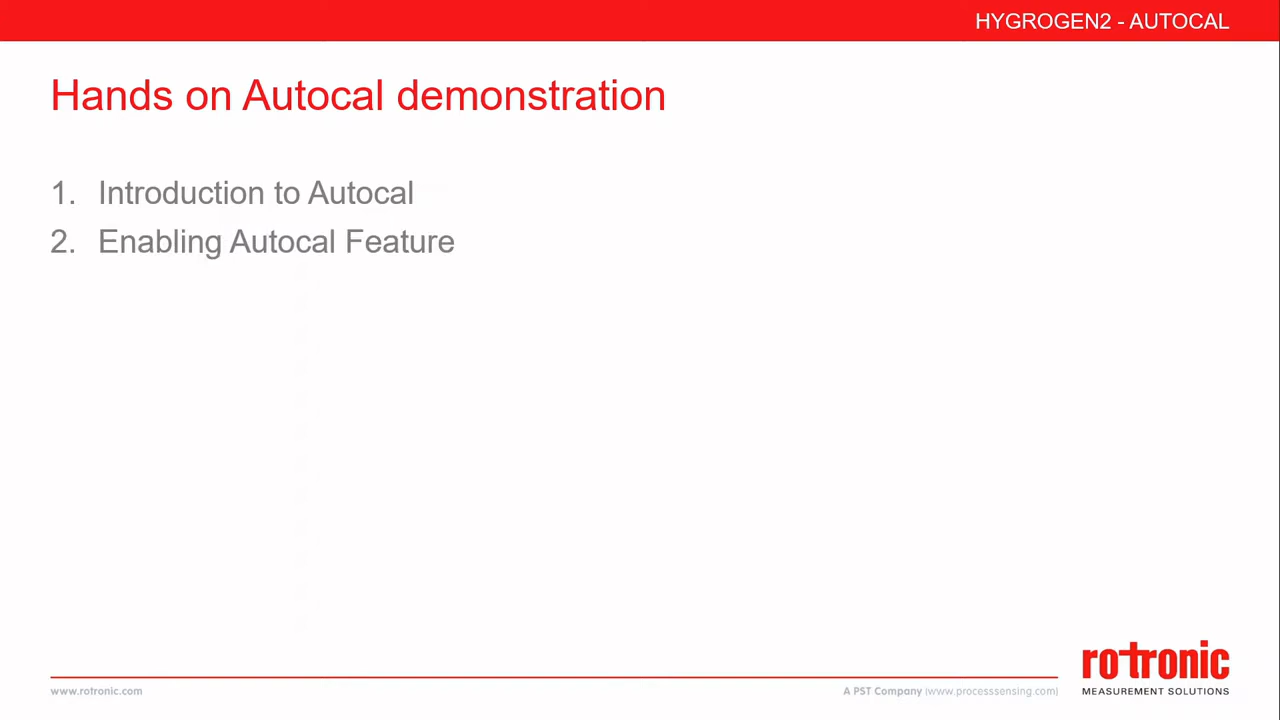 HYGROGEN2 - AUTOCAL
Hands on Autocal demonstration
1. Introduction to Autocal
2. Enabling Autocal Feature
rotronic
MEASUREMENT SOLUTIONS
www.rotronic.com
A PST Company (www.processsensing.com)